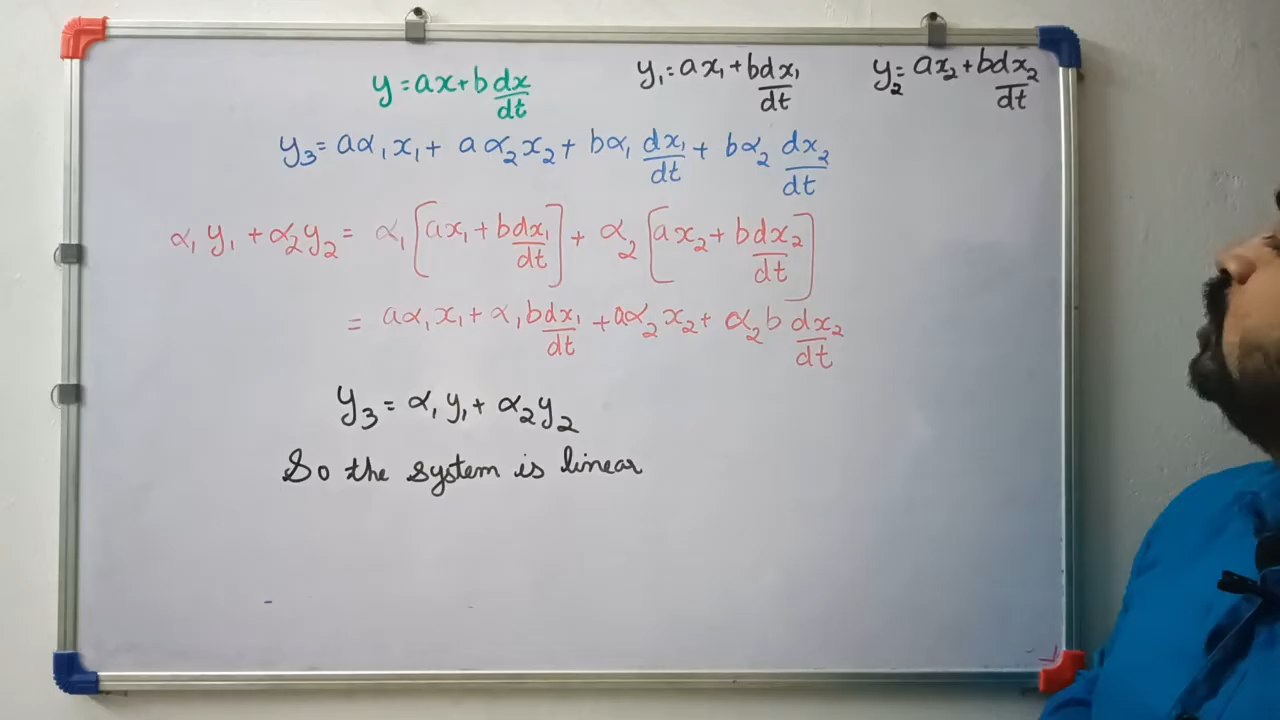 y = ax + b dx/dt y₁ = ax₁ + b dx₁/dt y₂ = ax₂ + b dx₂/dt
y₃ = aα₁x₁ + aα₂x₂ + bα₁ dx₁/dt + bα₂ dx₂/dt
α₁y₁ + α₂y₂ = α₁[ax₁ + b dx₁/dt] + α₂[ax₂ + b dx₂/dt]
= aα₁x₁ + α₁b dx₁/dt + aα₂x₂ + α₂b dx₂/dt
y₃ = α₁y₁ + α₂y₂
So the system is linear